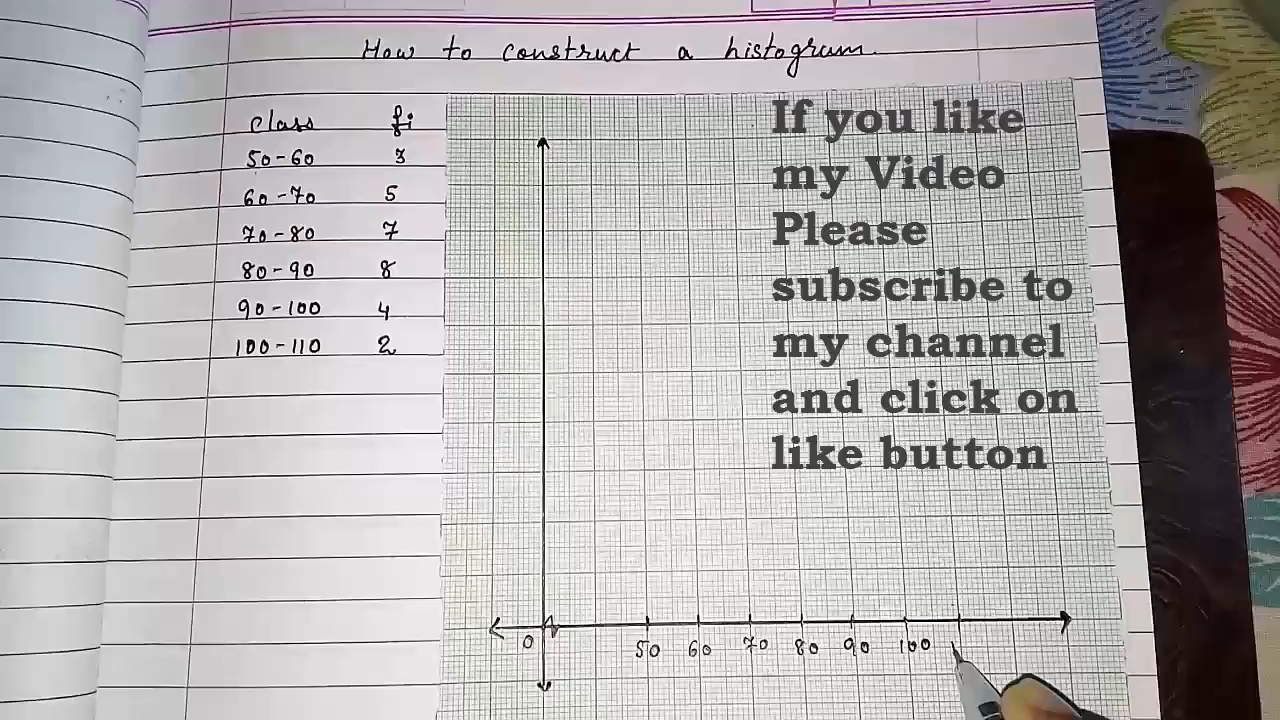 How to construct a histogram.
class fi
50-60 3
60-70 5
70-80 7
80-90 8
90-100 4
100-110 2
If you like
my Video
Please
subscribe to
my channel
and click on
like button
0 50 60 70 80 90 100